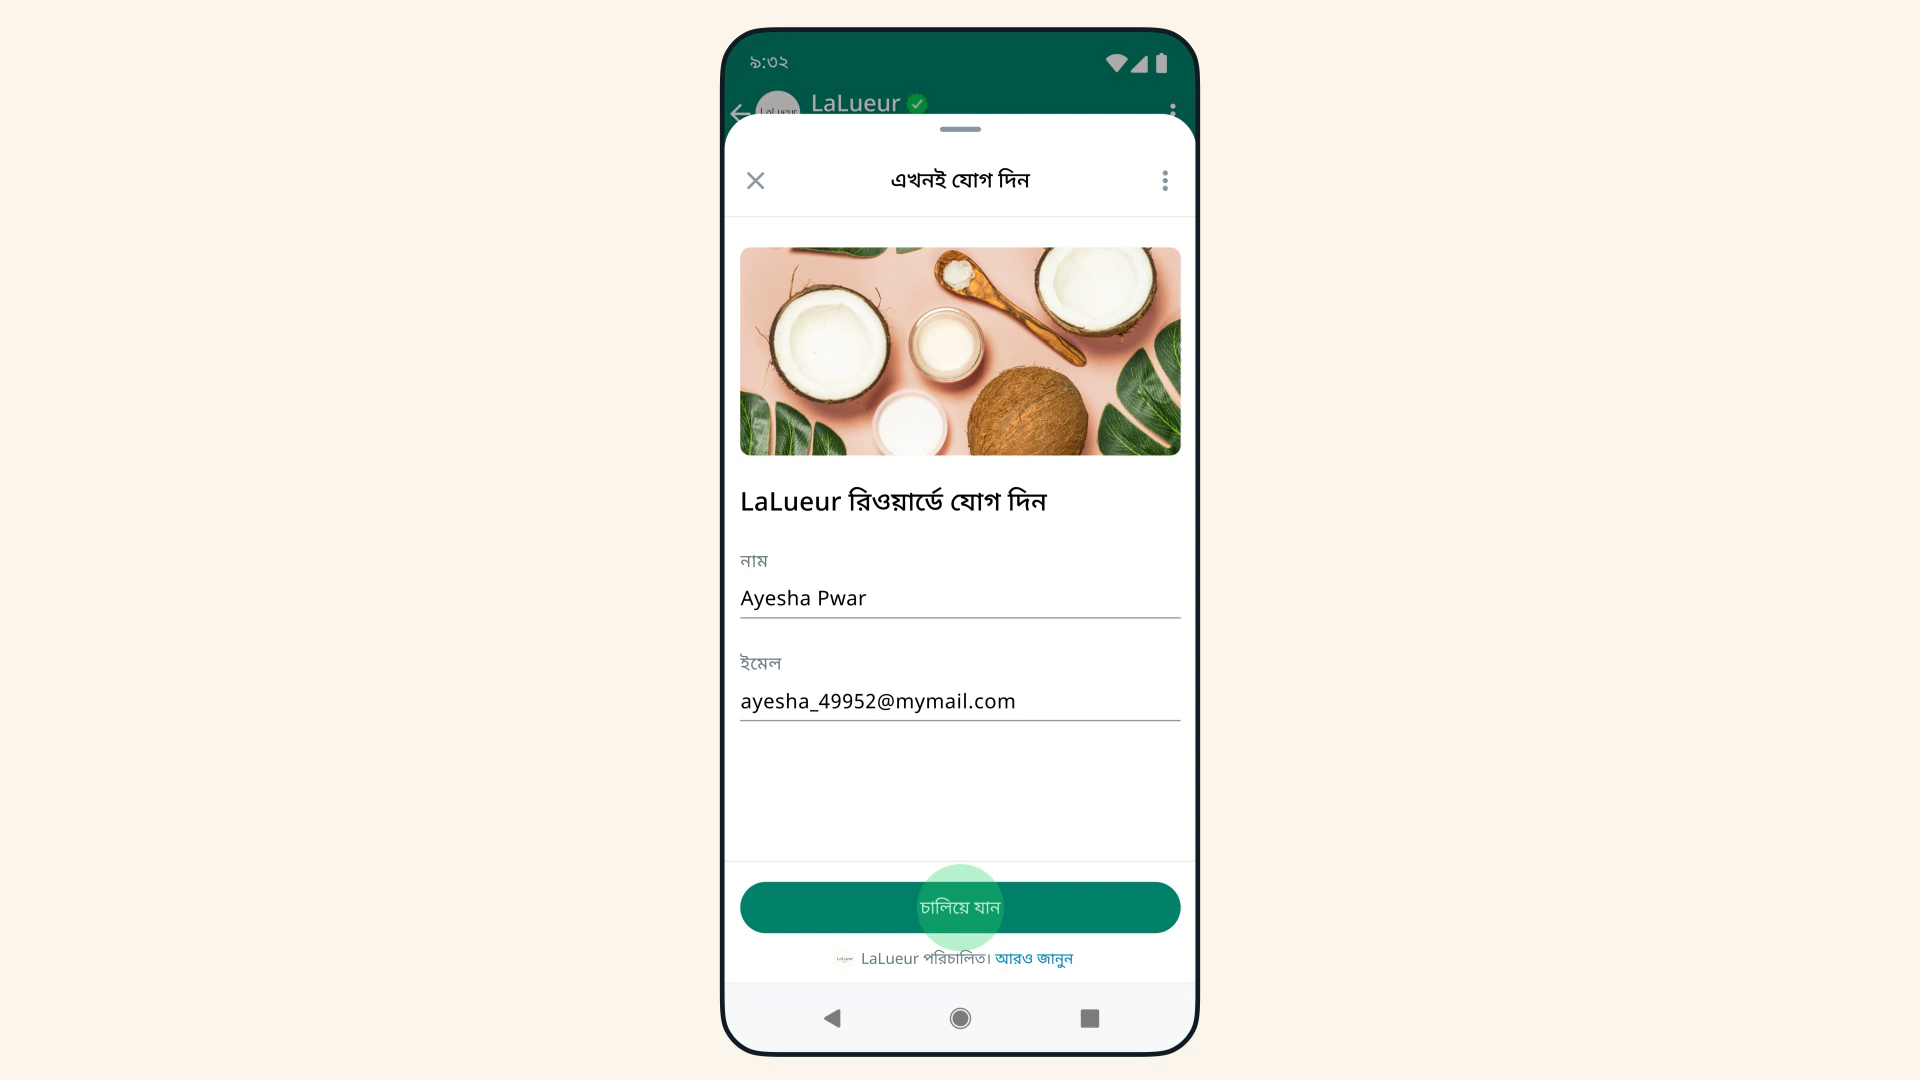 ৯:৩২
LaLueur
এখনই যোগ দিন
LaLueur রিওয়ার্ডে যোগ দিন
নাম
Ayesha Pwar
ইমেল
ayesha_49952@mymail.com
চালিয়ে যান
LaLueur পরিচালিত। আরও জানুন